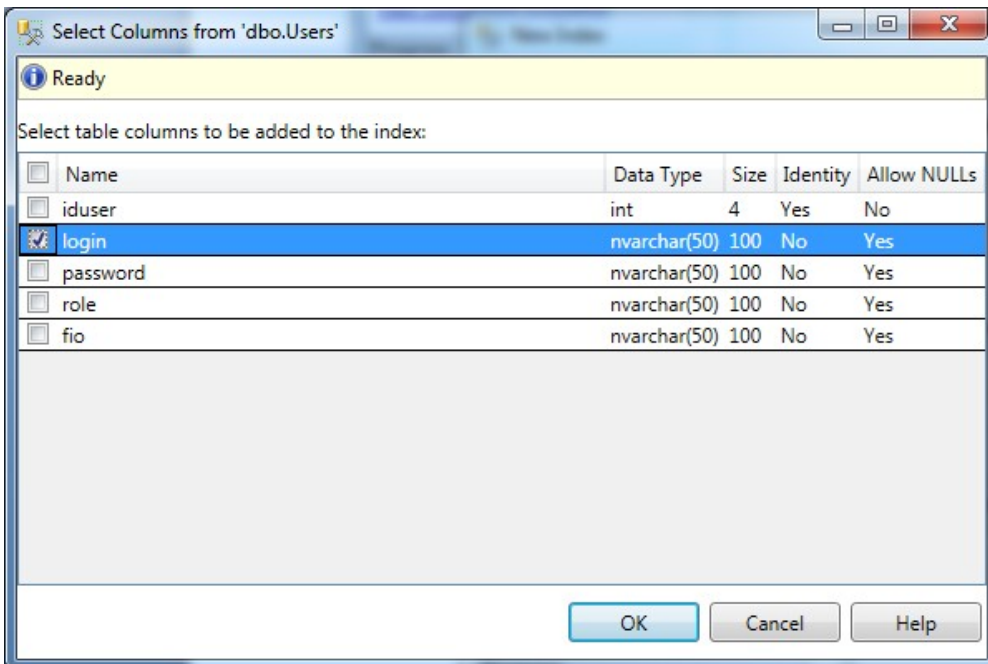 Select Columns from 'dbo.Users'
Ready
Select table columns to be added to the index:
Name Data Type Size Identity Allow NULLs
iduser int 4 Yes No
login nvarchar(50) 100 No Yes
password nvarchar(50) 100 No Yes
role nvarchar(50) 100 No Yes
fio nvarchar(50) 100 No Yes
OK Cancel Help